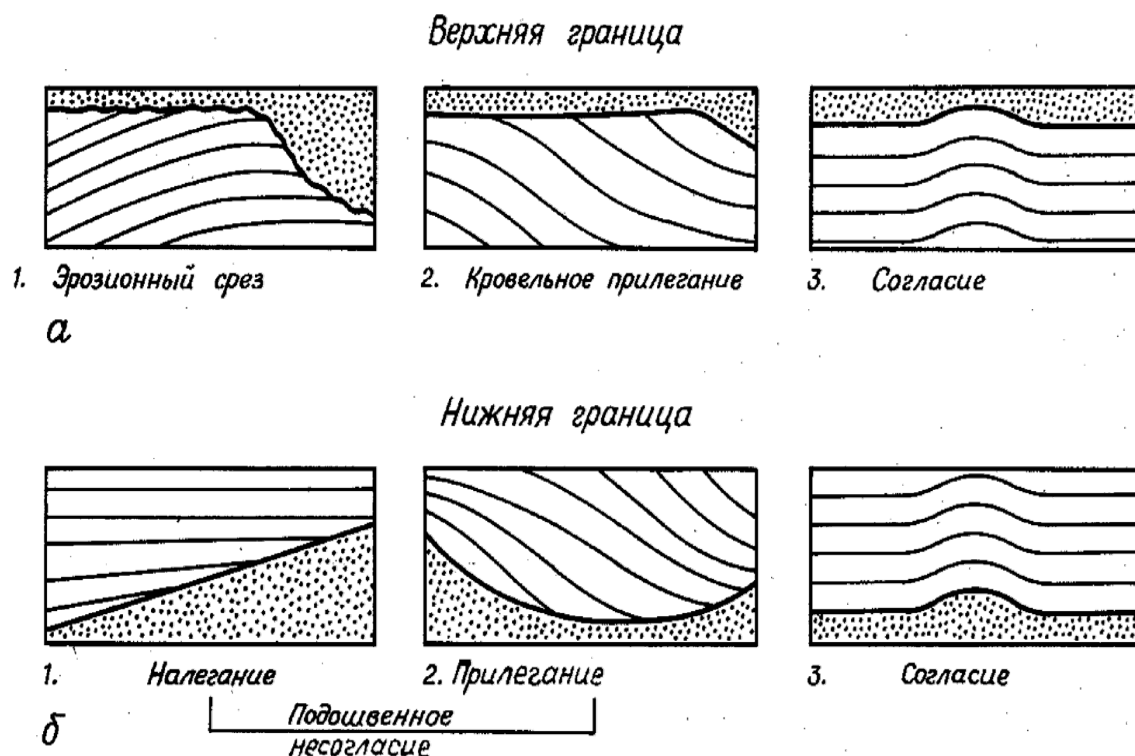 Верхняя граница
1. Эрозионный срез
2. Кровельное прилегание
3. Согласие
а
Нижняя граница
1. Налегание
2. Прилегание
3. Согласие
Подошвенное
несогласие
б